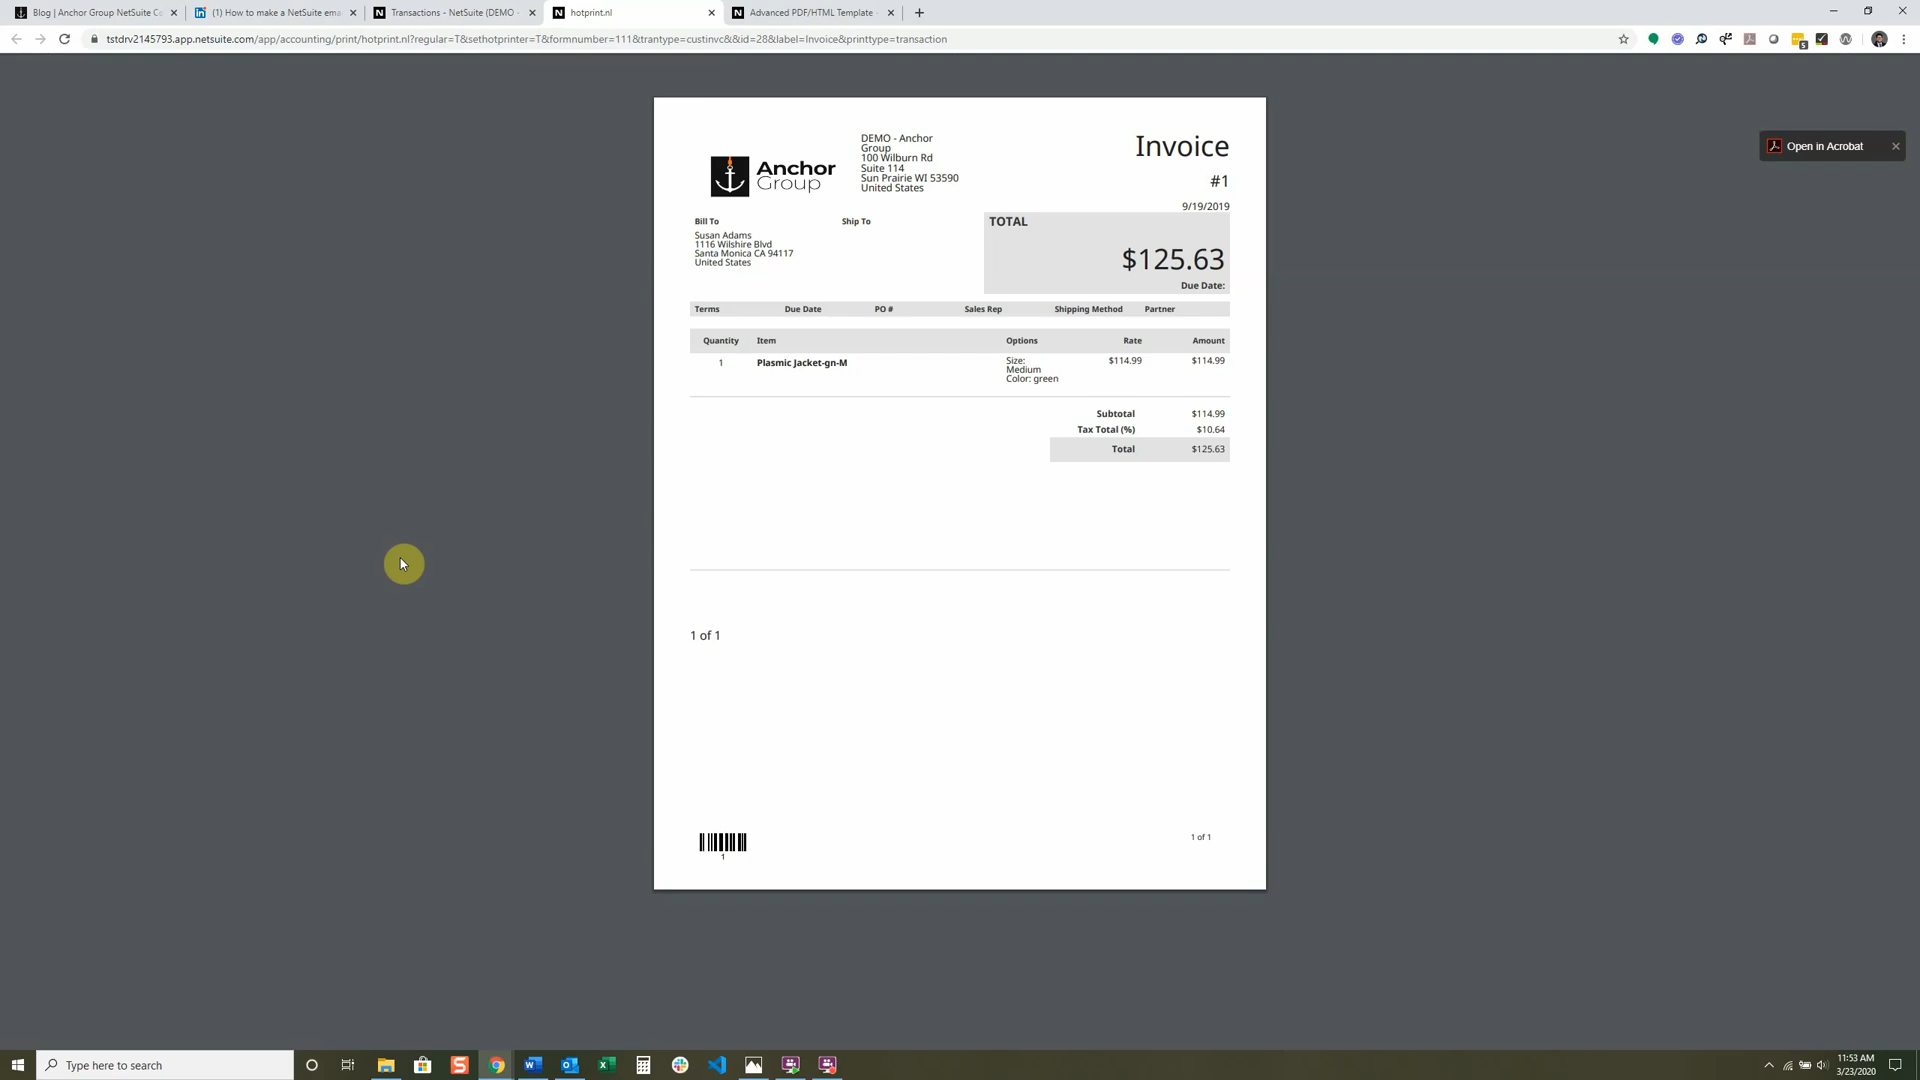 Blog | Anchor Group NetSuite Co
(1) How to make a NetSuite ema
Transactions - NetSuite (DEMO -
hotprint.nl
Advanced PDF/HTML Template -
tstdrv2145793.app.netsuite.com/app/accounting/print/hotprint.nl?regular=T&sethotprinter=T&formnumber=111&trantype=custinvc&&id=28&label=Invoice&printtype=transaction
Open in Acrobat
Anchor
Group
DEMO - Anchor
Group
100 Wilburn Rd
Suite 114
Sun Prairie WI 53590
United States
Invoice
#1
9/19/2019
Bill To
Susan Adams
1116 Wilshire Blvd
Santa Monica CA 94117
United States
Ship To
TOTAL
$125.63
Due Date:
Terms Due Date PO # Sales Rep Shipping Method Partner
Quantity Item Options Rate Amount
1 Plasmic Jacket-gn-M Size: $114.99 $114.99
Medium
Color: green
Subtotal $114.99
Tax Total (%) $10.64
Total $125.63
1 of 1
1
1 of 1
Type here to search
11:53 AM
3/23/2020